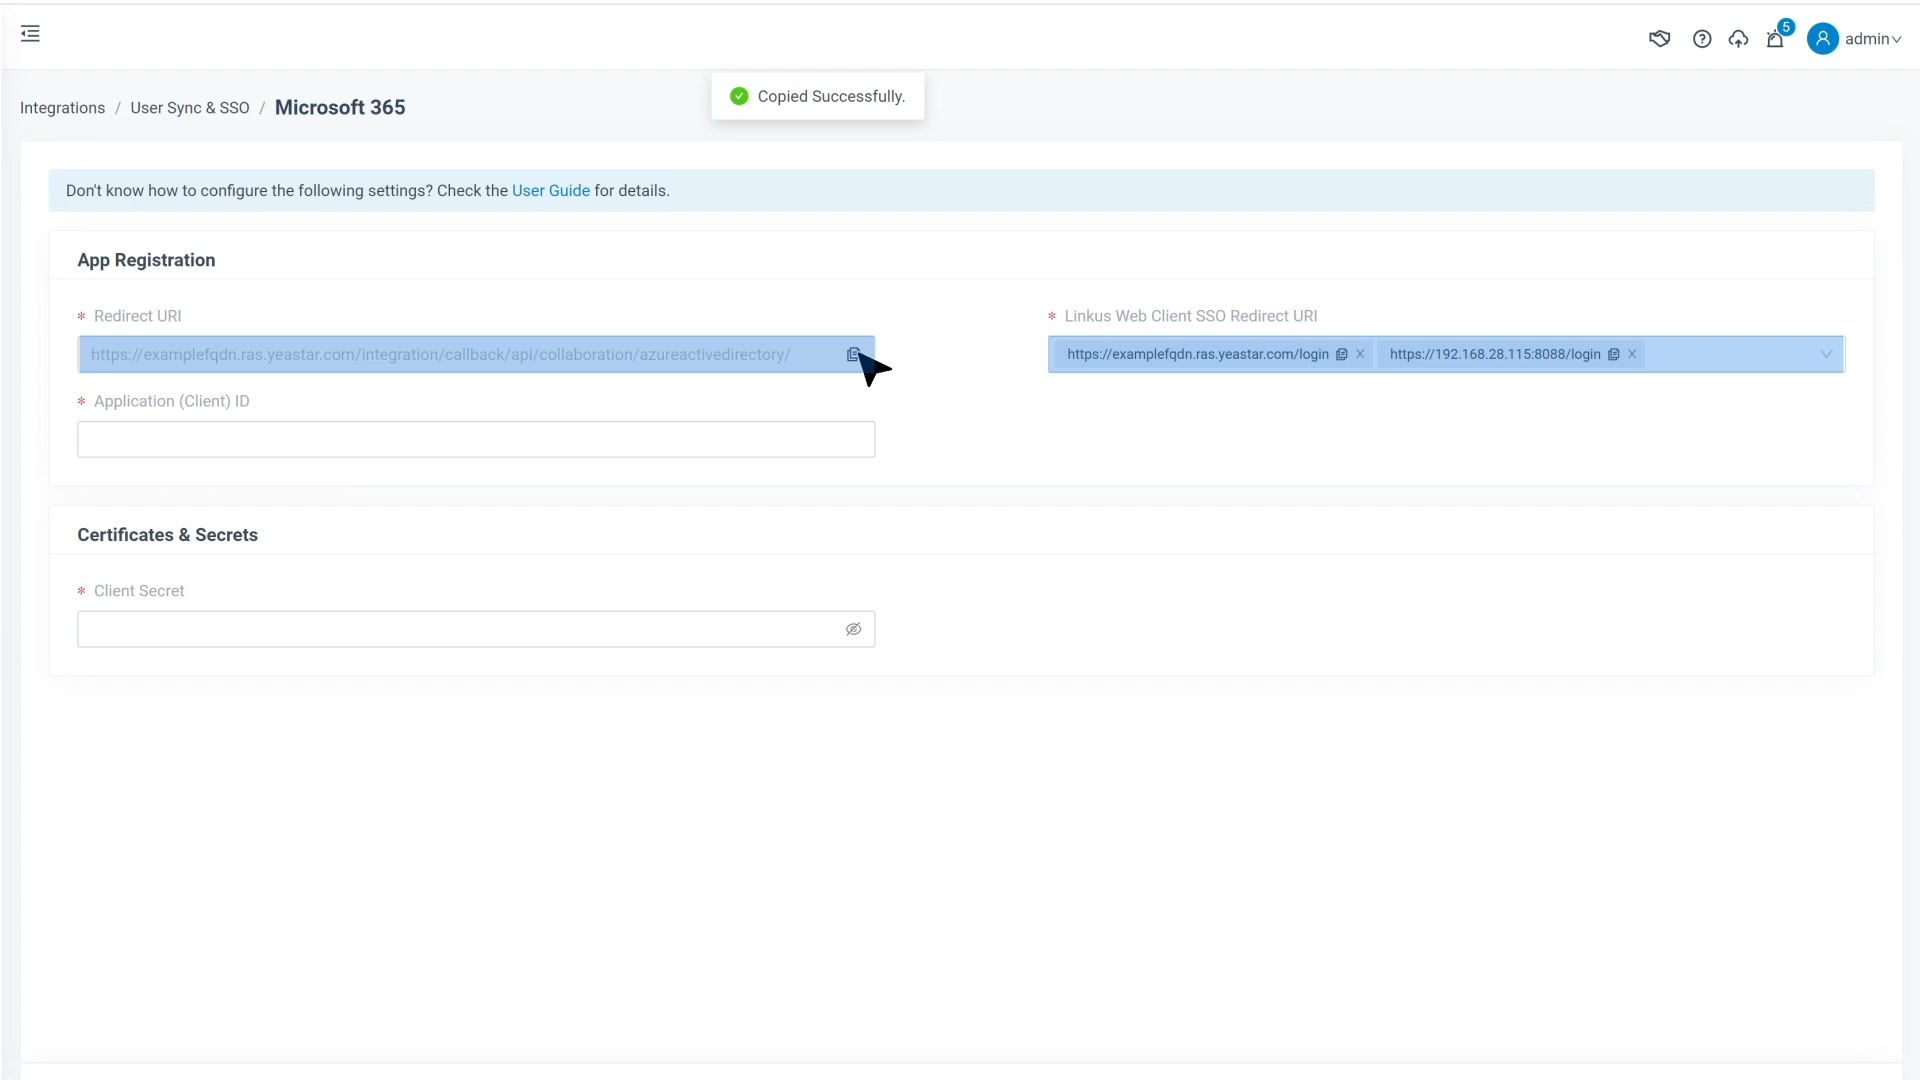 5
admin
Integrations / User Sync & SSO / Microsoft 365
Copied Successfully.
Don't know how to configure the following settings? Check the User Guide for details.
App Registration
* Redirect URI
https://examplefqdn.ras.yeastar.com/integration/callback/api/collaboration/azureactivedirectory/
* Linkus Web Client SSO Redirect URI
https://examplefqdn.ras.yeastar.com/login https://192.168.28.115:8088/login
* Application (Client) ID
Certificates & Secrets
* Client Secret